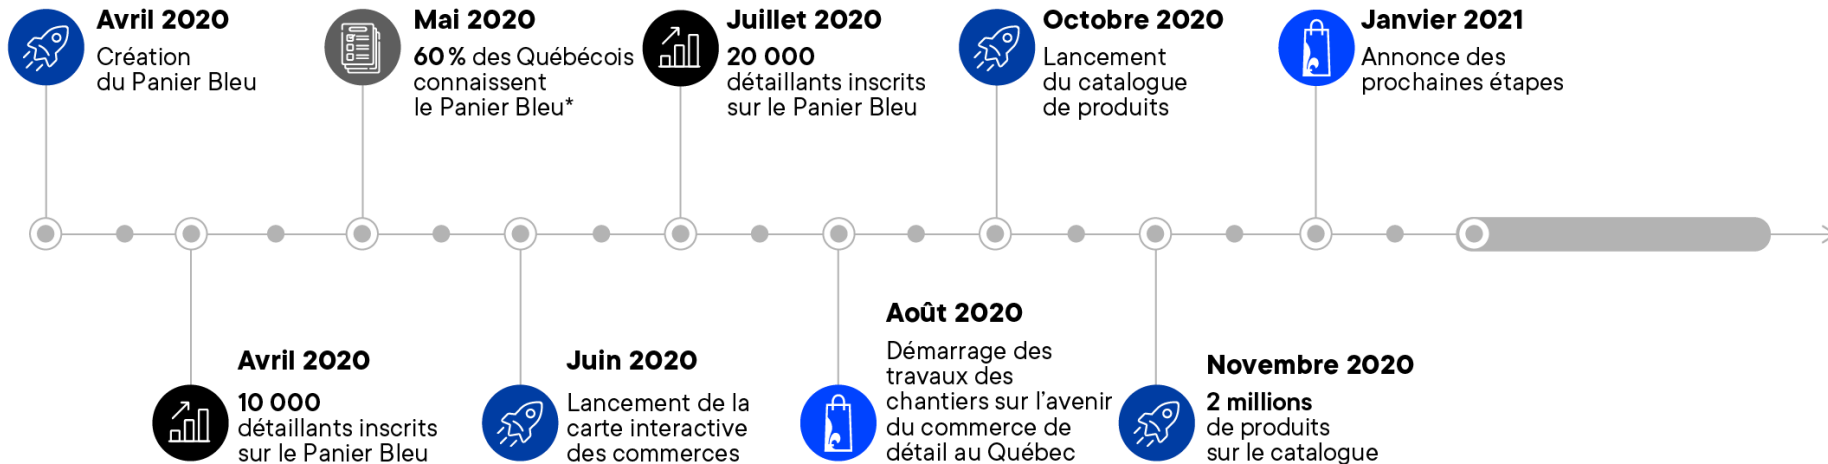 Avril 2020
Création
du Panier Bleu
Mai 2020
60 % des Québécois
connaissent
le Panier Bleu*
Juillet 2020
20 000
détaillants inscrits
sur le Panier Bleu
Octobre 2020
Lancement
du catalogue
de produits
Janvier 2021
Annonce des
prochaines étapes
Avril 2020
10 000
détaillants inscrits
sur le Panier Bleu
Juin 2020
Lancement de la
carte interactive
des commerces
Août 2020
Démarrage des
travaux des
chantiers sur l’avenir
du commerce de
détail au Québec
Novembre 2020
2 millions
de produits
sur le catalogue